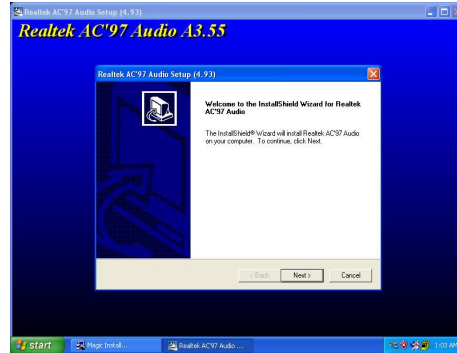 Realtek AC'97 Audio Setup (4.93)
Realtek AC'97 Audio A3.55
Realtek AC'97 Audio Setup (4.93)
Welcome to the InstallShield Wizard for Realtek
AC'97 Audio
The InstallShield® Wizard will install Realtek AC'97 Audio
on your computer. To continue, click Next.
< Back
Next >
Cancel
start
Magic Install...
Realtek AC'97 Audio ...
1:03 AM